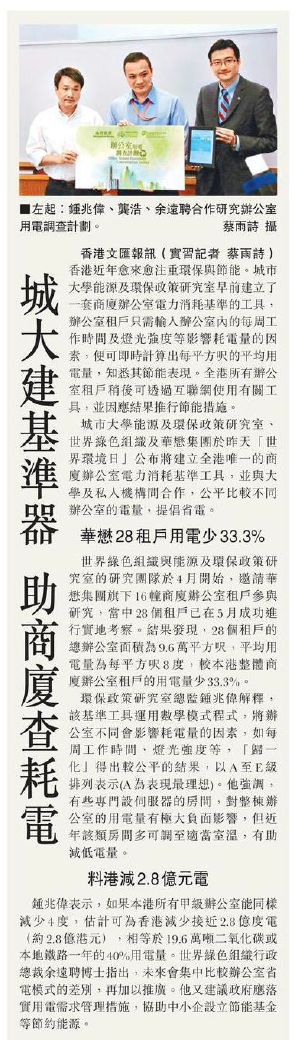 辦公室
■左起：鍾兆偉、龔浩、余遠騁合作研究辦公室
用電調查計劃。 蔡雨詩 攝
城大建基準器 助商廈查耗電
香港文匯報訊（實習記者 蔡雨詩）
香港近年愈來愈注重環保與節能。城市
大學能源及環保政策研究室早前建立了
一套商廈辦公室電力消耗基準的工具，
辦公室租戶只需輸入辦公室內的每周工
作時間及燈光強度等影響耗電量的因
素，便可即時計算出每平方呎的平均用
電量，知悉其節能表現。全港所有辦公
室租戶稍後可透過互聯網使用有關工
具，並因應結果推行節能措施。
城市大學能源及環保政策研究室、
世界綠色組織及華懋集團於昨天「世
界環境日」公布將建立全港唯一的商
廈辦公室電力消耗基準工具，並與大
學及私人機構間合作，公平比較不同
辦公室的電量，提倡省電。
華懋28租戶用電少33.3%
世界綠色組織與能源及環保政策研
究室的研究團隊於4月開始，邀請華
懋集團旗下16幢商廈辦公室租戶參與
研究，當中28個租戶已在5月成功進
行實地考察。結果發現，28個租戶的
總辦公室面積為9.6萬平方呎，平均用
電量為每平方呎8度，較本港整體商
廈辦公室租戶的用電量少33.3%。
環保政策研究室總監鍾兆偉解釋，
該基準工具運用數學模式程式，將辦
公室不同會影響耗電量的因素，如每
周工作時間、燈光強度等，「歸一
化」得出較公平的結果，以A至E級
排列表示(A為表現最理想)。他強調，
有些專門設伺服器的房間，對整棟辦
公室的用電量有極大負面影響，但近
年該類房間多可調至適當室溫，有助
減低電量。
料港減2.8億元電
鍾兆偉表示，如果本港所有甲級辦公室能同樣
減少4度，估計可為香港減少接近2.8億度電
（約2.8億港元），相等於19.6萬噸二氧化碳或
本地鐵路一年的40%用電量。世界綠色組織行政
總裁余遠騁博士指出，未來會集中比較辦公室省
電模式的差別，再加以推廣。他又建議政府應落
實用電需求管理措施，協助中小企設立節能基金
等節約能源。